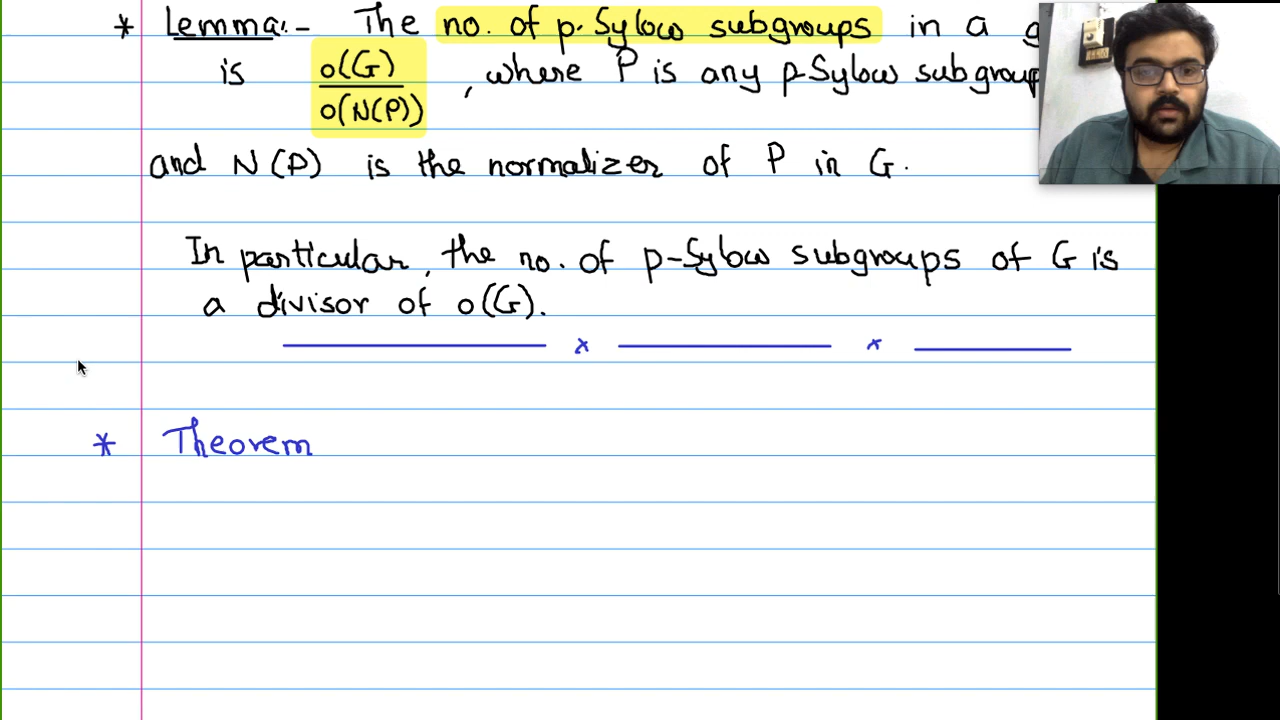 * Lemma:- The no. of p-Sylow subgroups in a g
is o(G) / o(N(P)) , where P is any p-Sylow subgroup
and N(P) is the normalizer of P in G.
In particular, the no. of p-Sylow subgroups of G is
a divisor of o(G).
x x
* Theorem